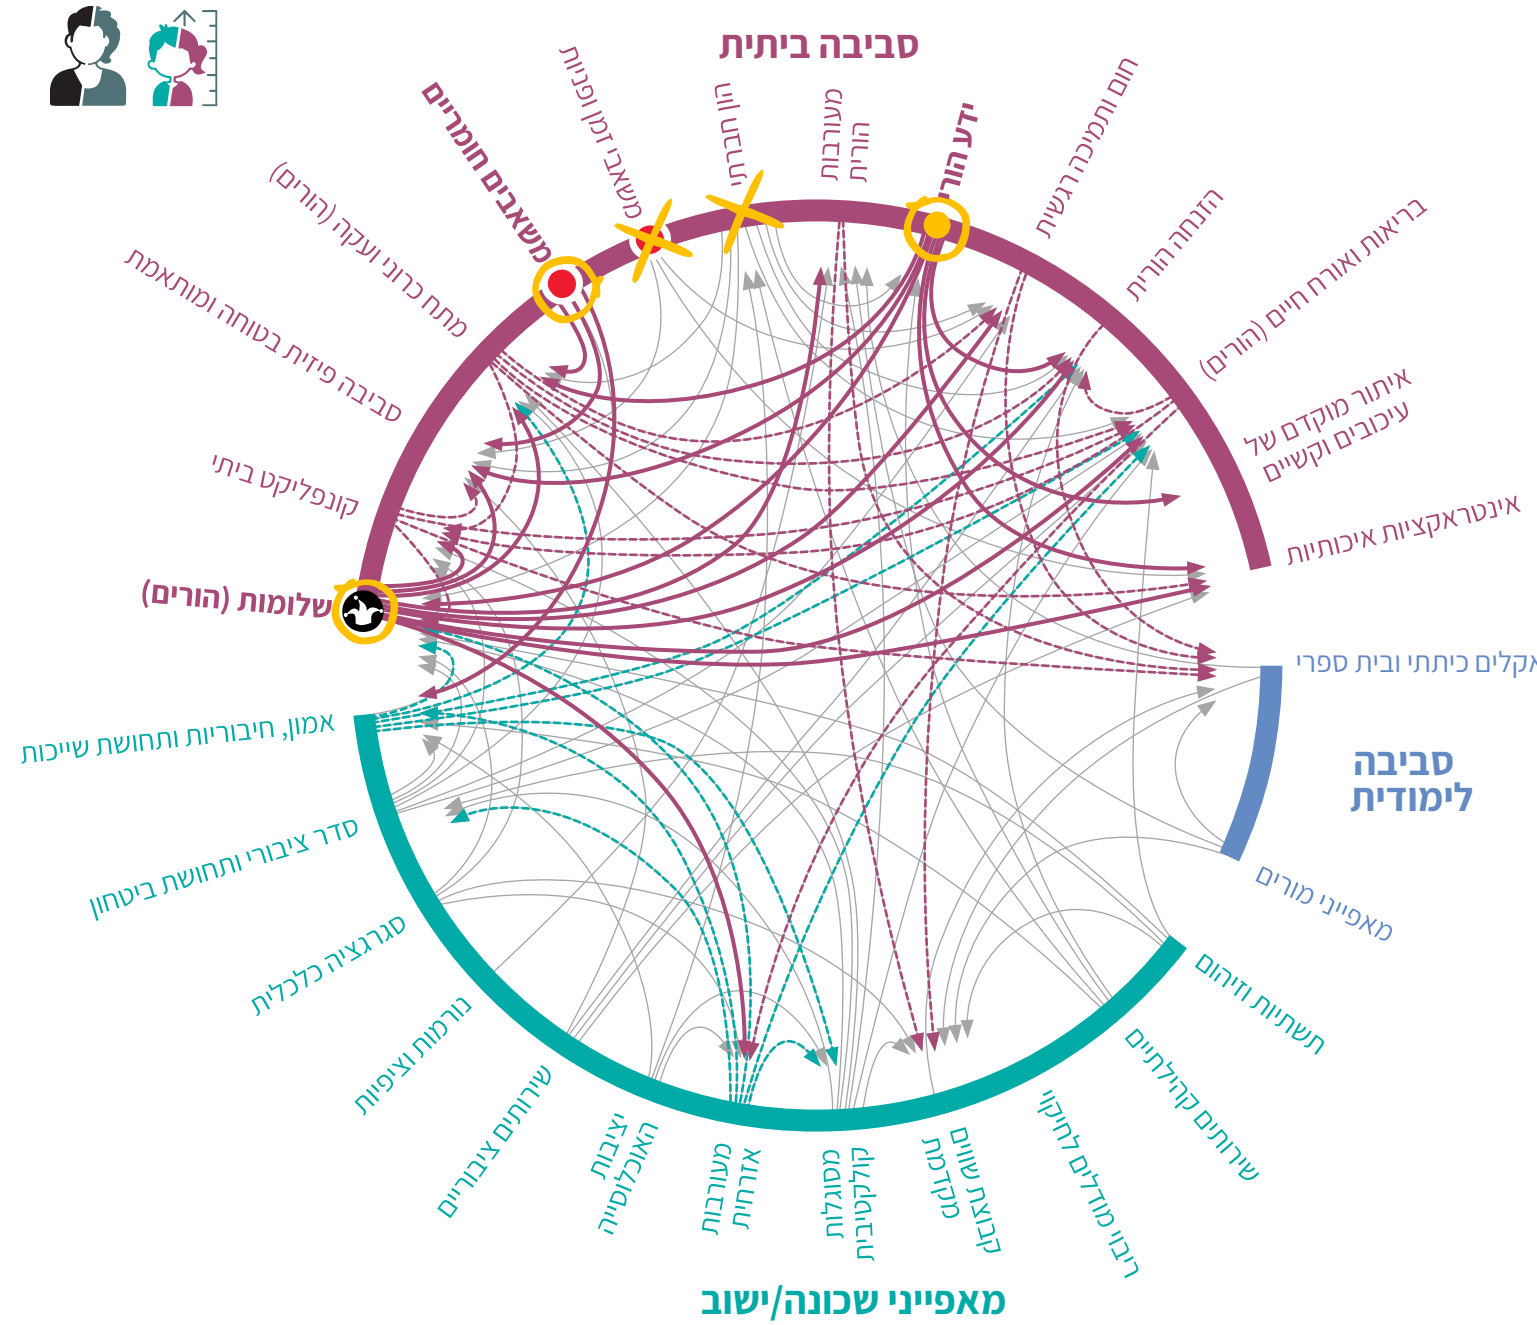 סביבה ביתית
משאבים חומריים
משאבי זמן ופניות
הון חברתי
מעורבות
הורית
ידע הורי
חום ותמיכה רגשית
הזנחה הורית
בריאות ואורח חיים (הורים)
איתור מוקדם של
עיכובים וקשיים
אינטראקציות איכותיות
אקלים כיתתי ובית ספרי
סביבה
לימודית
מאפייני מורים
תשתיות וזיהום
שירותים קהילתיים
ריבוי מודלים לחיקוי
קבוצת שווים
מקדמת
מסוגלות
קולקטיבית
מעורבות
אזרחית
יציבות
האוכלוסייה
שירותים ציבוריים
נורמות וציפיות
סגרגציה כלכלית
סדר ציבורי ותחושת ביטחון
אמון, חיבוריות ותחושת שייכות
שלומות (הורים)
קונפליקט ביתי
סביבה פיזית בטוחה ומותאמת
מתח כרוני ועקה (הורים)
מאפייני שכונה/ישוב